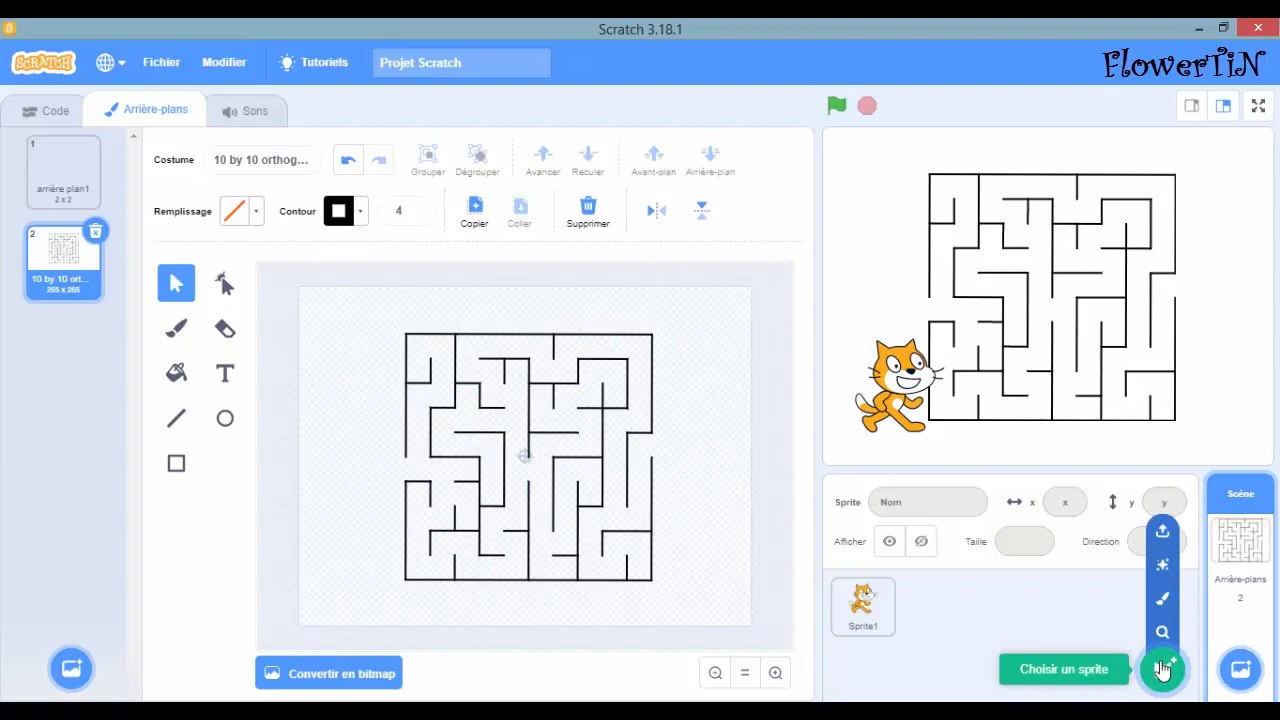 Scratch 3.18.1
SCRATCH
Fichier
Modifier
Tutoriels
Projet Scratch
FlowerTiN
Code
Arrière-plans
Sons
1
arrière plan1
2 x 2
2
10 by 10 ort...
265 x 265
Costume
10 by 10 orthog...
Grouper
Dégrouper
Avancer
Reculer
Avant-plan
Arrière-plan
Remplissage
Contour
4
Copier
Coller
Supprimer
T
Convertir en bitmap
Sprite
Nom
x
x
y
y
Afficher
Taille
Direction
Sprite1
Choisir un sprite
Scène
Arrière-plans
2